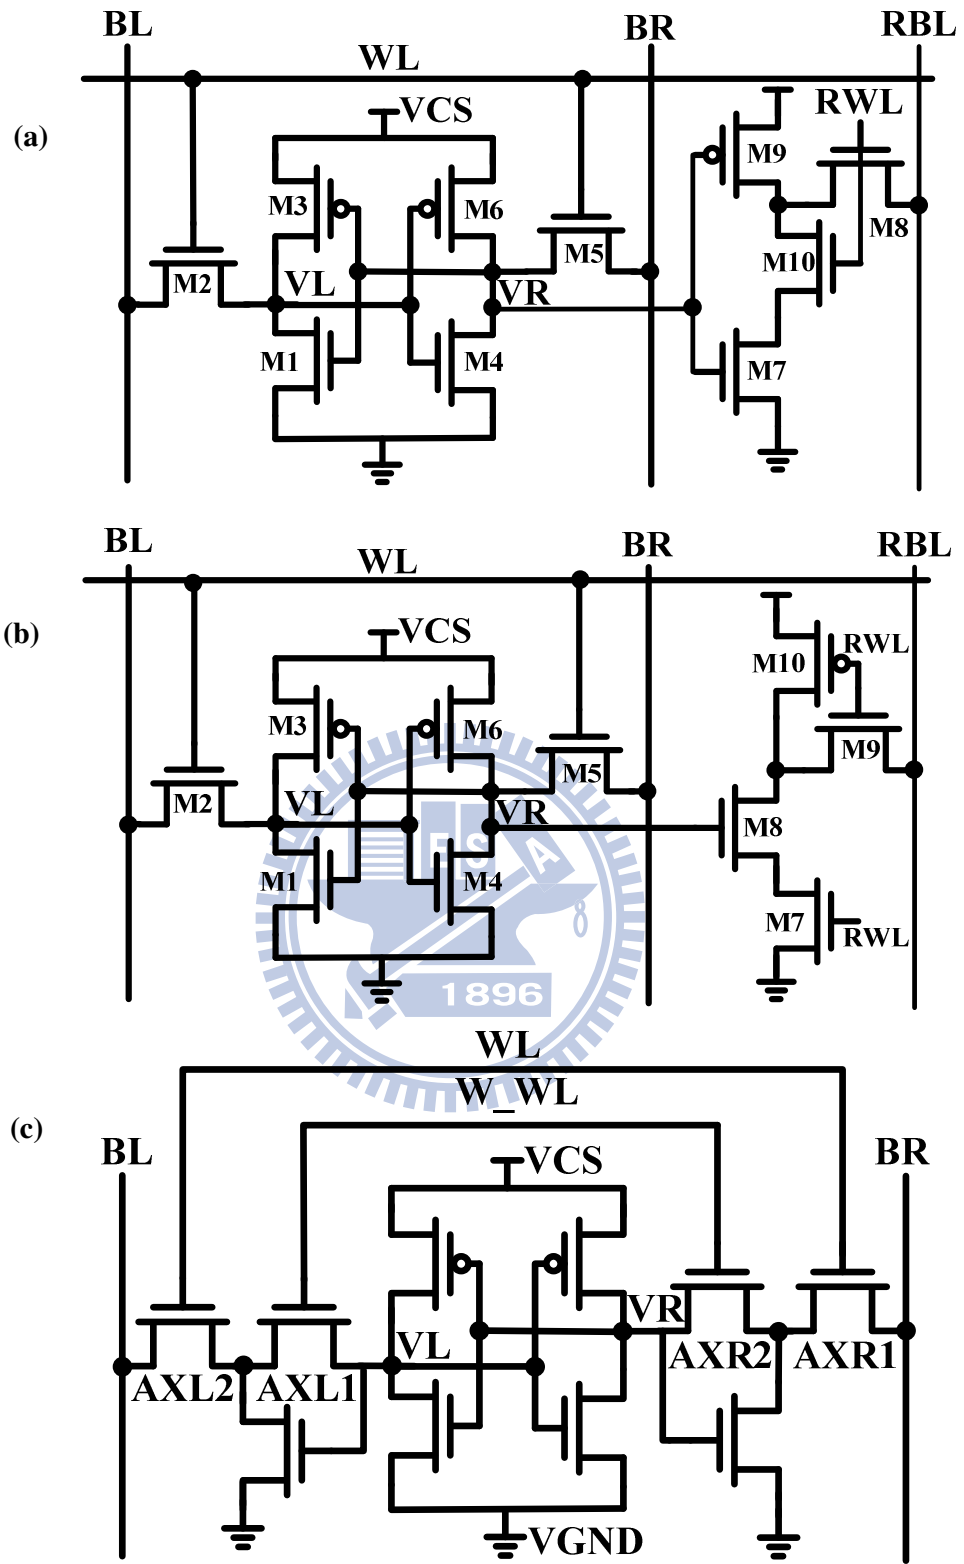 BL
BR
RBL
WL
(a)
VCS
RWL
M3
M6
M9
M2
VL
M5
VR
M10
M8
M1
M4
M7
BL
BR
RBL
WL
(b)
VCS
RWL
M10
M3
M6
M9
M2
VL
M5
VR
M8
M1
M4
M7
RWL
ESA
1896
WL
W_WL
(c)
BL
BR
VCS
VR
VL
AXL2
AXL1
AXR2
AXR1
VGND